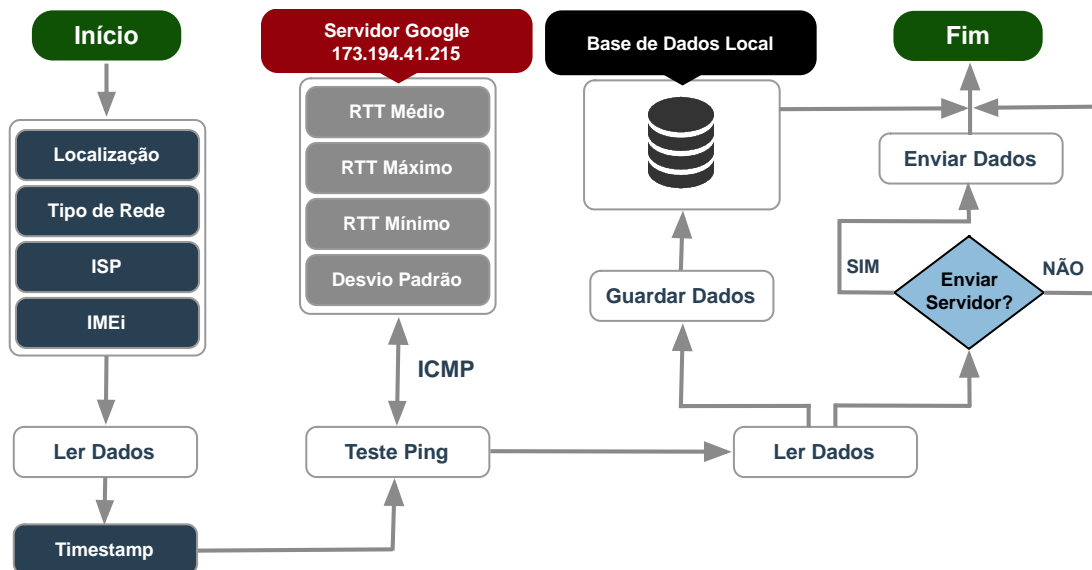 Início
Localização
Tipo de Rede
ISP
IMEi
Ler Dados
Timestamp
Servidor Google
173.194.41.215
RTT Médio
RTT Máximo
RTT Mínimo
Desvio Padrão
ICMP
Teste Ping
Base de Dados Local
Guardar Dados
Ler Dados
Fim
Enviar Dados
SIM
Enviar
Servidor?
NÃO